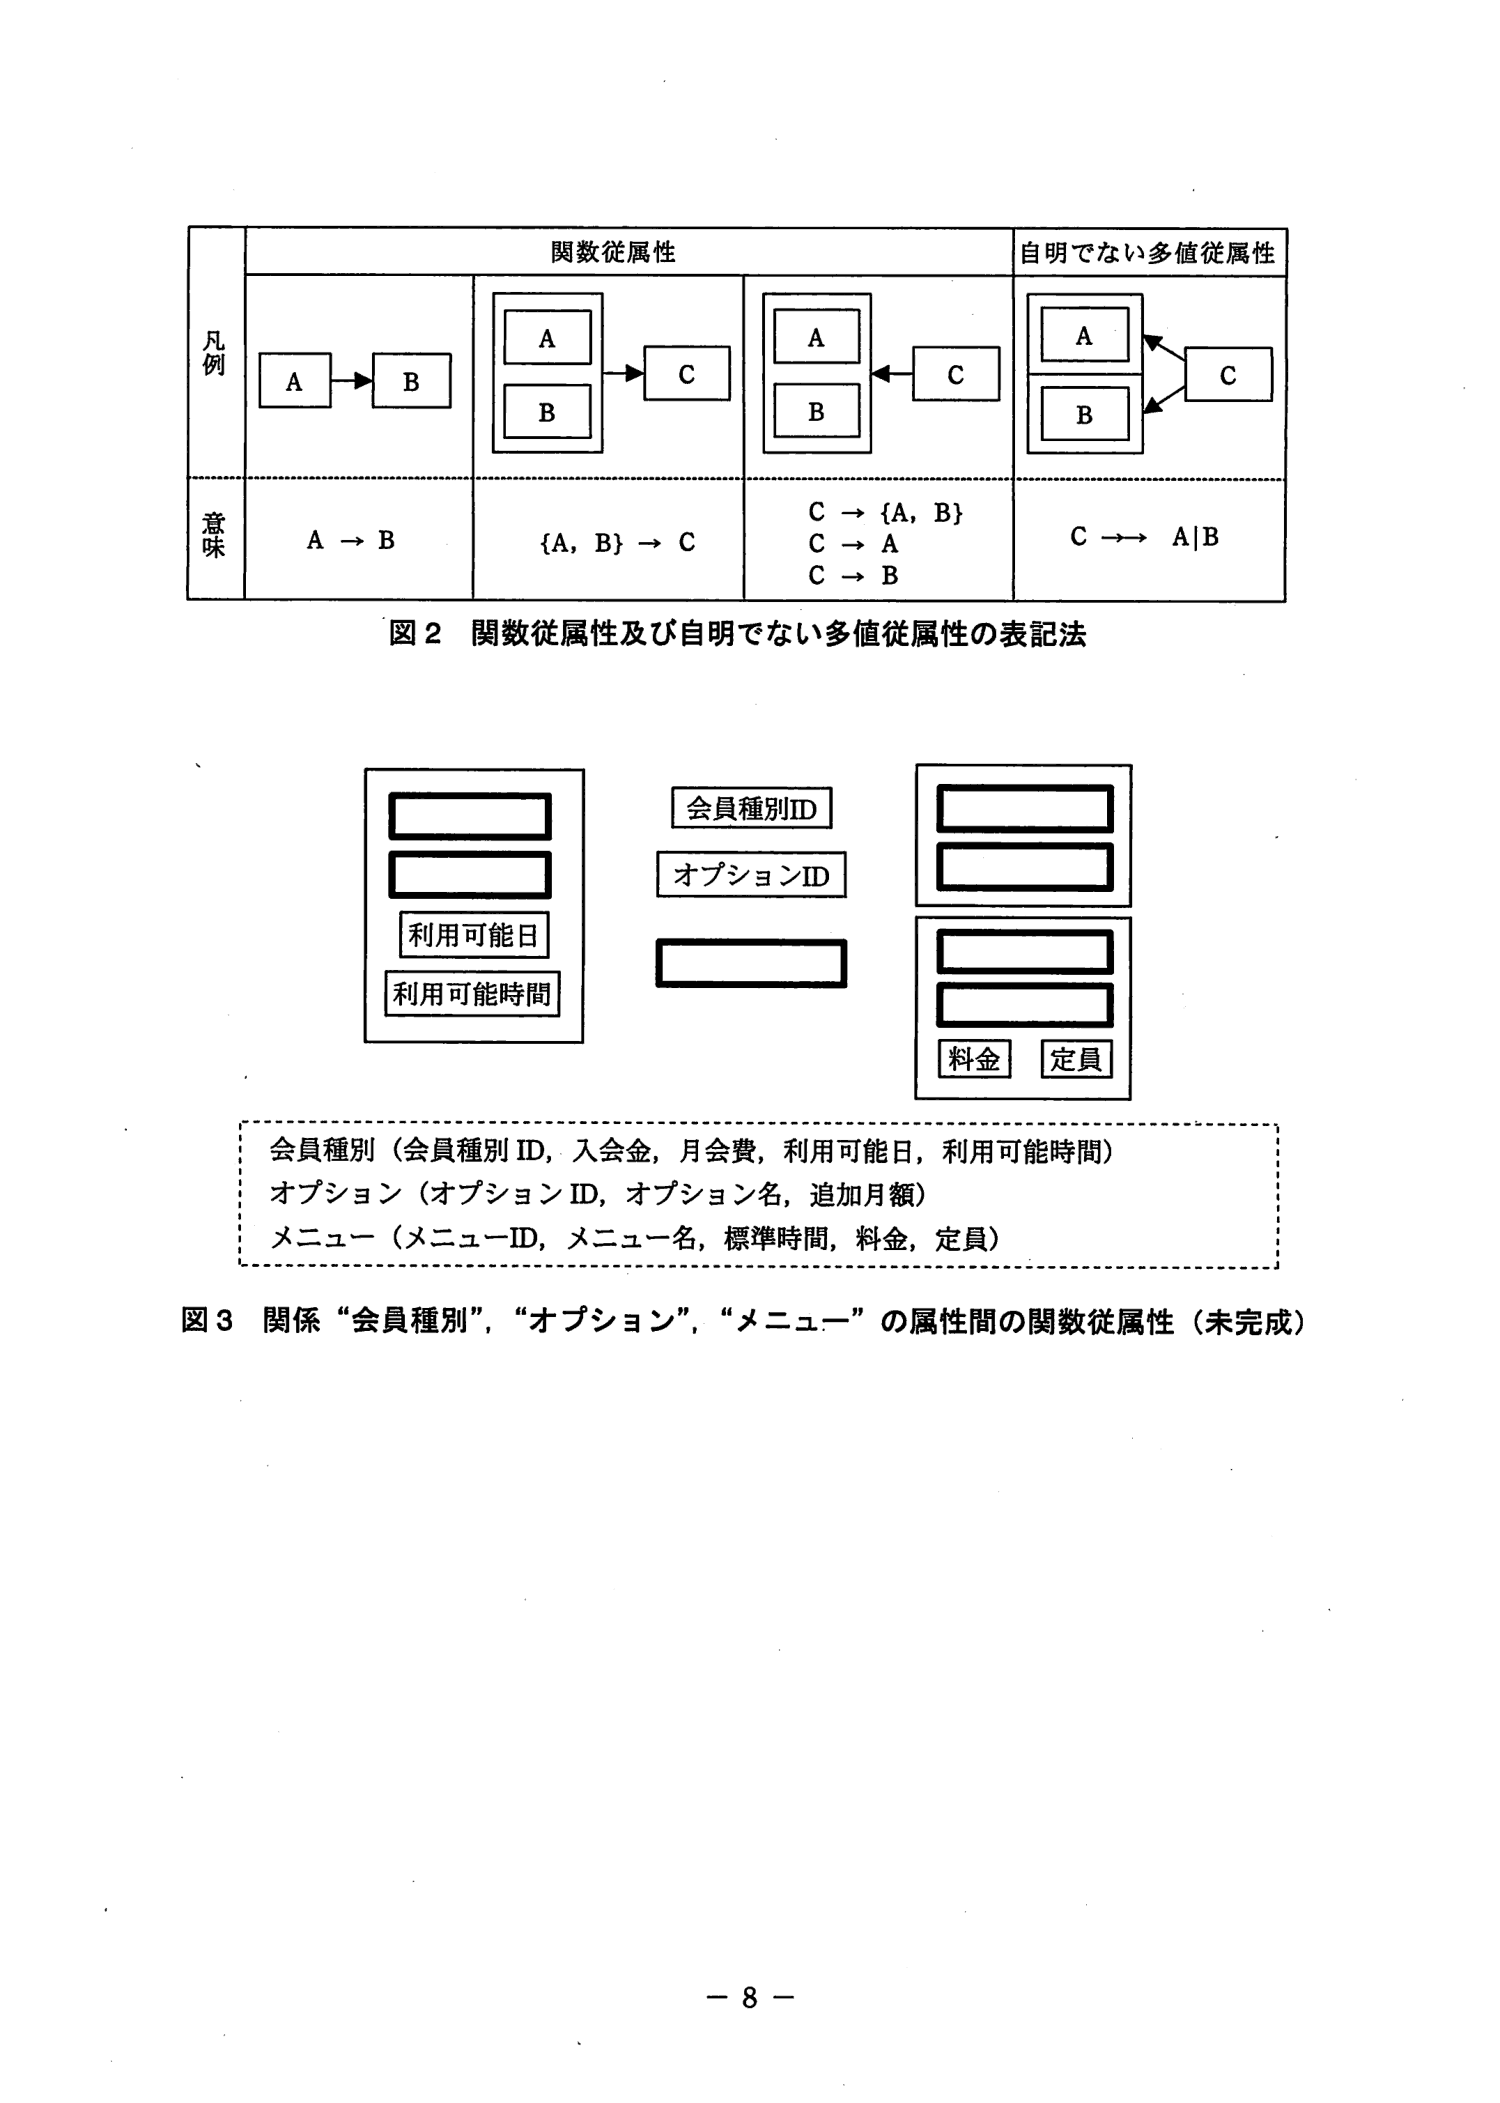 関数従属性
自明でない多値従属性
凡例
A
B
A
B
C
A
B
C
A
B
C
意味
A → B
{A, B} → C
C → {A, B}
C → A
C → B
C →→ A|B
図2 関数従属性及び自明でない多値従属性の表記法
会員種別ID
オプションID
利用可能日
利用可能時間
料金
定員
会員種別（会員種別 ID, 入会金, 月会費, 利用可能日, 利用可能時間）
オプション（オプション ID, オプション名, 追加月額）
メニュー（メニューID, メニュー名, 標準時間, 料金, 定員）
図3 関係“会員種別”, “オプション”, “メニュー”の属性間の関数従属性（未完成）
－ 8 －